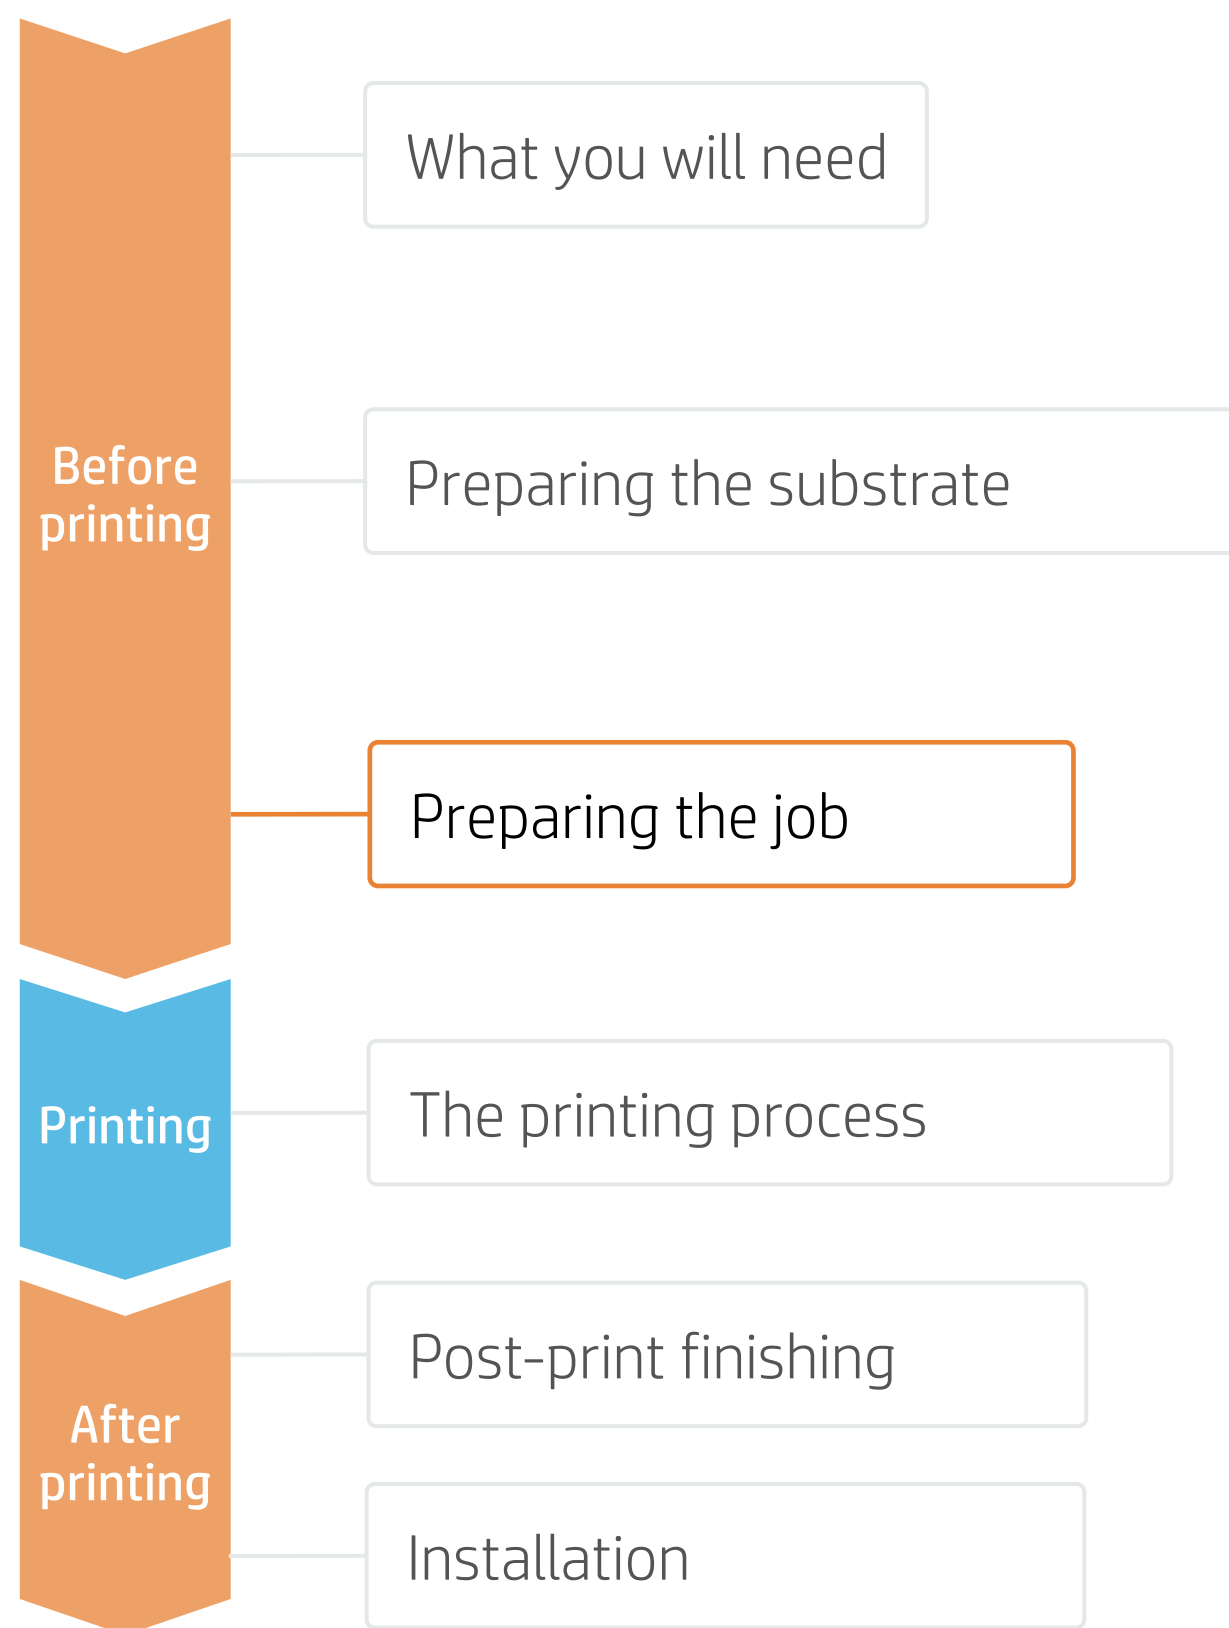 What you will need
Before
printing
Preparing the substrate
Preparing the job
Printing
The printing process
After
printing
Post-print finishing
Installation